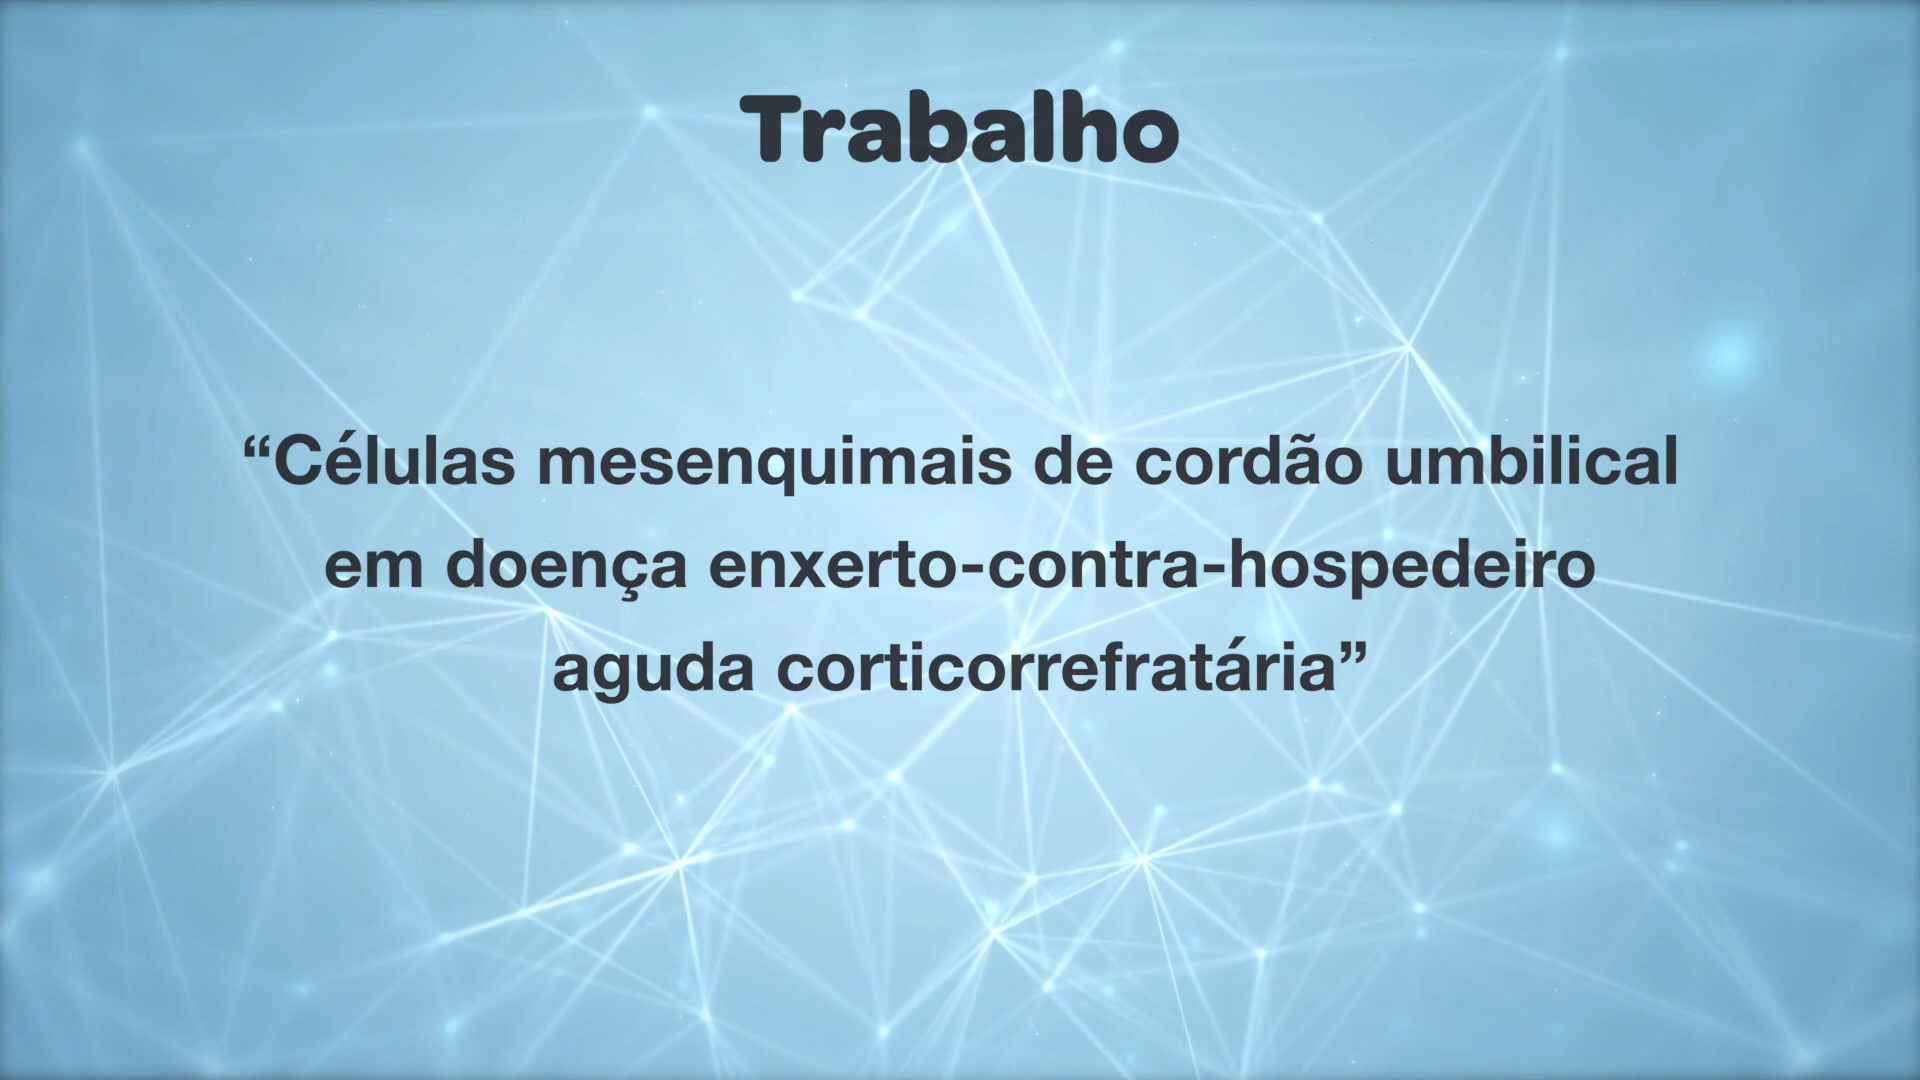 Trabalho
“Células mesenquimais de cordão umbilical
em doença enxerto-contra-hospedeiro
aguda corticorrefratária”